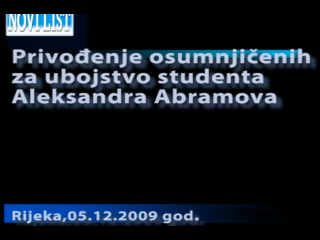 NOVI LIST
Privođenje osumnjičenih
za ubojstvo studenta
Aleksandra Abramova
Rijeka,05.12.2009 god.